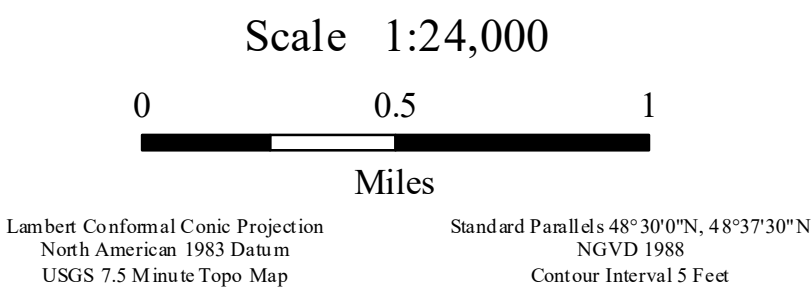 Scale 1:24,000
0 0.5 1
Miles
Lambert Conformal Conic Projection
North American 1983 Datum
USGS 7.5 Minute Topo Map
Standard Parallels 48°30'0"N, 48°37'30"N
NGVD 1988
Contour Interval 5 Feet